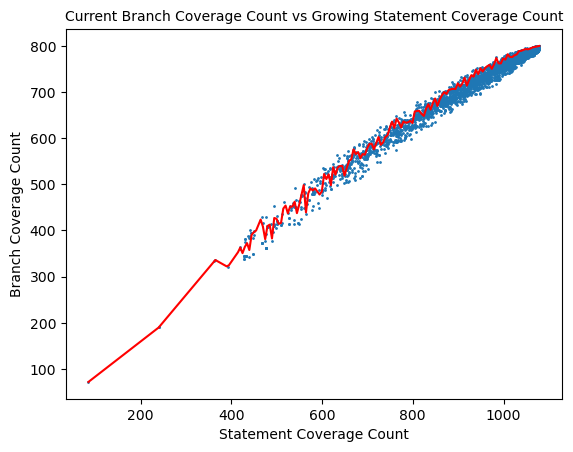 Current Branch Coverage Count vs Growing Statement Coverage Count
800
700
600
500
400
300
200
100
Branch Coverage Count
200 400 600 800 1000
Statement Coverage Count